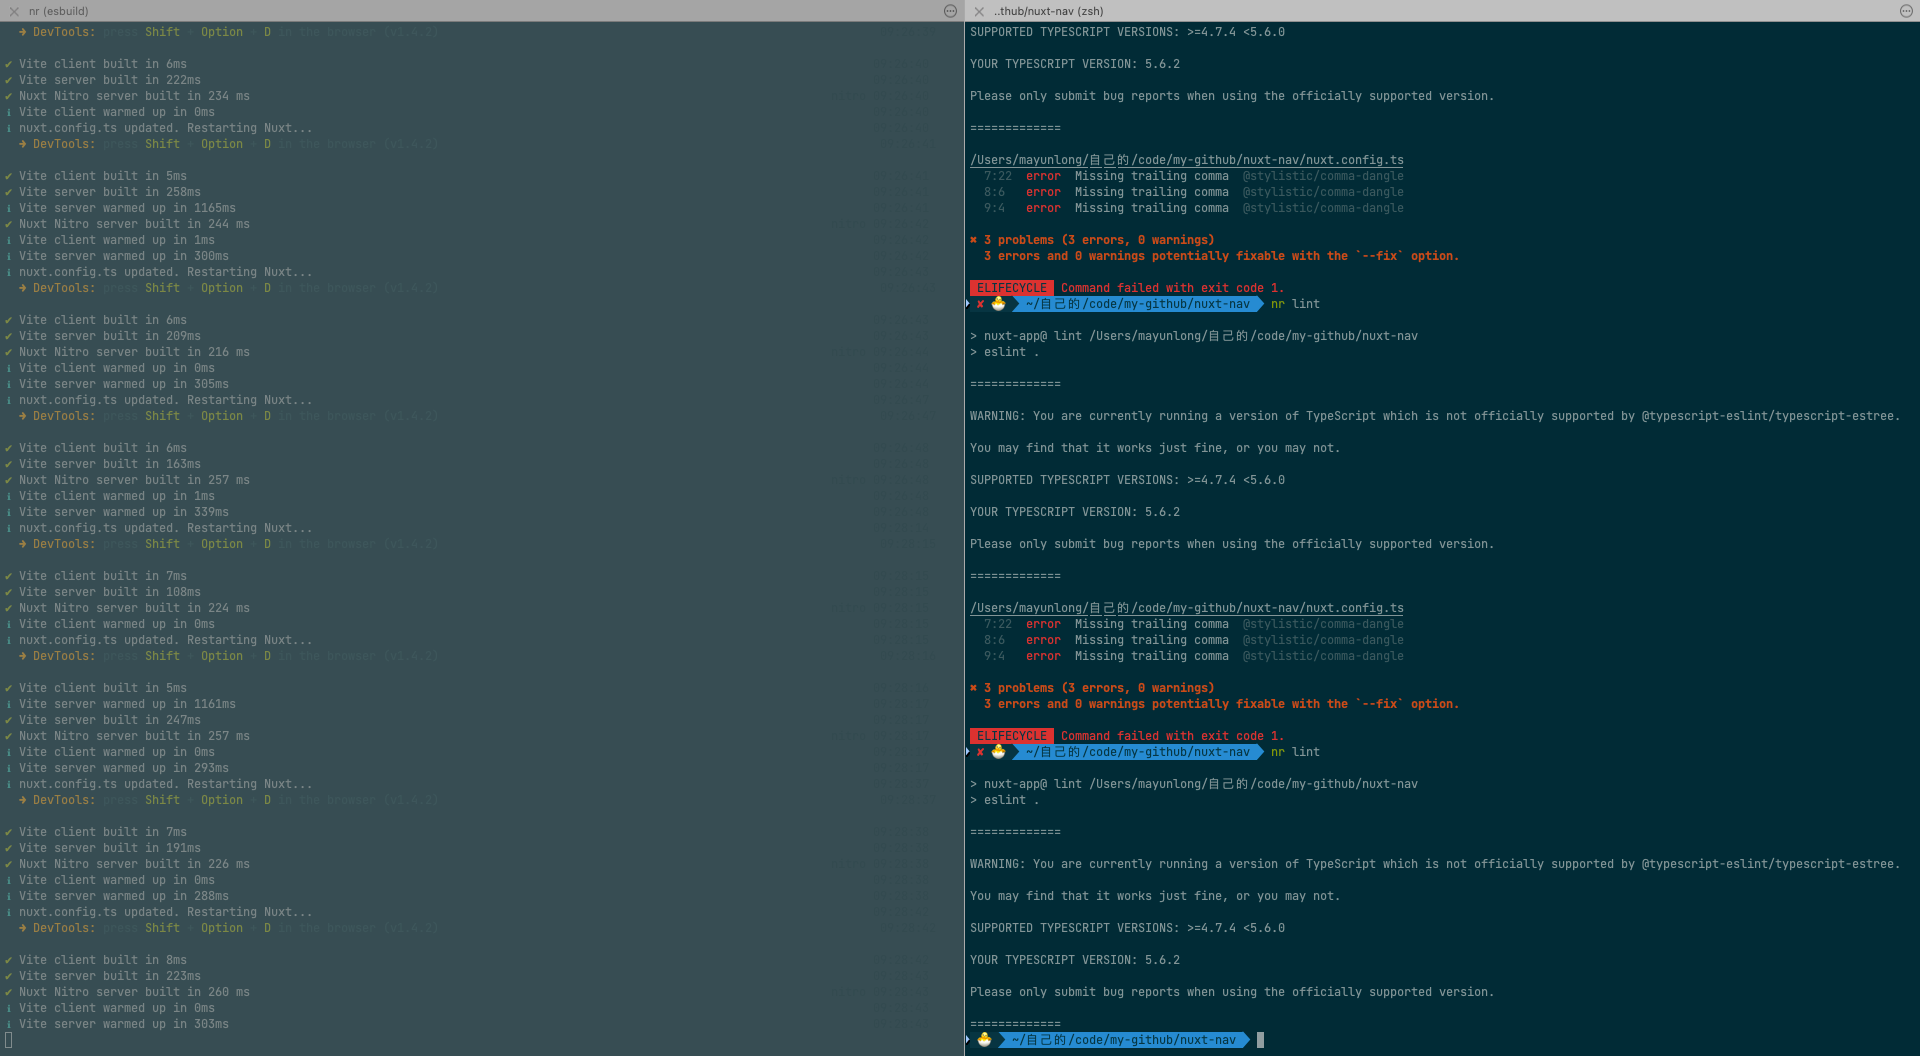 nr (esbuild)
➜ DevTools: press Shift + Option + D in the browser (v1.4.2)
✔ Vite client built in 6ms
✔ Vite server built in 222ms
✔ Nuxt Nitro server built in 234 ms
ℹ Vite client warmed up in 0ms
ℹ nuxt.config.ts updated. Restarting Nuxt...
➜ DevTools: press Shift + Option + D in the browser (v1.4.2)
✔ Vite client built in 5ms
✔ Vite server built in 258ms
ℹ Vite server warmed up in 1165ms
✔ Nuxt Nitro server built in 244 ms
ℹ Vite client warmed up in 1ms
ℹ Vite server warmed up in 300ms
ℹ nuxt.config.ts updated. Restarting Nuxt...
➜ DevTools: press Shift + Option + D in the browser (v1.4.2)
✔ Vite client built in 6ms
✔ Vite server built in 209ms
✔ Nuxt Nitro server built in 216 ms
ℹ Vite client warmed up in 0ms
ℹ Vite server warmed up in 305ms
ℹ nuxt.config.ts updated. Restarting Nuxt...
➜ DevTools: press Shift + Option + D in the browser (v1.4.2)
✔ Vite client built in 6ms
✔ Vite server built in 163ms
✔ Nuxt Nitro server built in 257 ms
ℹ Vite client warmed up in 1ms
ℹ Vite server warmed up in 339ms
ℹ nuxt.config.ts updated. Restarting Nuxt...
➜ DevTools: press Shift + Option + D in the browser (v1.4.2)
✔ Vite client built in 7ms
✔ Vite server built in 108ms
✔ Nuxt Nitro server built in 224 ms
ℹ Vite client warmed up in 0ms
ℹ nuxt.config.ts updated. Restarting Nuxt...
➜ DevTools: press Shift + Option + D in the browser (v1.4.2)
✔ Vite client built in 5ms
ℹ Vite server warmed up in 1161ms
✔ Vite server built in 247ms
✔ Nuxt Nitro server built in 257 ms
ℹ Vite client warmed up in 0ms
ℹ Vite server warmed up in 293ms
ℹ nuxt.config.ts updated. Restarting Nuxt...
➜ DevTools: press Shift + Option + D in the browser (v1.4.2)
✔ Vite client built in 7ms
✔ Vite server built in 191ms
✔ Nuxt Nitro server built in 226 ms
ℹ Vite client warmed up in 0ms
ℹ Vite server warmed up in 288ms
ℹ nuxt.config.ts updated. Restarting Nuxt...
➜ DevTools: press Shift + Option + D in the browser (v1.4.2)
✔ Vite client built in 8ms
✔ Vite server built in 223ms
✔ Nuxt Nitro server built in 260 ms
ℹ Vite client warmed up in 0ms
ℹ Vite server warmed up in 303ms
..thub/nuxt-nav (zsh)
SUPPORTED TYPESCRIPT VERSIONS: >=4.7.4 <5.6.0
YOUR TYPESCRIPT VERSION: 5.6.2
Please only submit bug reports when using the officially supported version.
=============
/Users/mayunlong/自己的/code/my-github/nuxt-nav/nuxt.config.ts
7:22 error Missing trailing comma @stylistic/comma-dangle
8:6 error Missing trailing comma @stylistic/comma-dangle
9:4 error Missing trailing comma @stylistic/comma-dangle
✖ 3 problems (3 errors, 0 warnings)
3 errors and 0 warnings potentially fixable with the `--fix` option.
ELIFECYCLE Command failed with exit code 1.
✘ 🐣 ~/自己的/code/my-github/nuxt-nav nr lint
> nuxt-app@ lint /Users/mayunlong/自己的/code/my-github/nuxt-nav
> eslint .
=============
WARNING: You are currently running a version of TypeScript which is not officially supported by @typescript-eslint/typescript-estree.
You may find that it works just fine, or you may not.
SUPPORTED TYPESCRIPT VERSIONS: >=4.7.4 <5.6.0
YOUR TYPESCRIPT VERSION: 5.6.2
Please only submit bug reports when using the officially supported version.
=============
/Users/mayunlong/自己的/code/my-github/nuxt-nav/nuxt.config.ts
7:22 error Missing trailing comma @stylistic/comma-dangle
8:6 error Missing trailing comma @stylistic/comma-dangle
9:4 error Missing trailing comma @stylistic/comma-dangle
✖ 3 problems (3 errors, 0 warnings)
3 errors and 0 warnings potentially fixable with the `--fix` option.
ELIFECYCLE Command failed with exit code 1.
✘ 🐣 ~/自己的/code/my-github/nuxt-nav nr lint
> nuxt-app@ lint /Users/mayunlong/自己的/code/my-github/nuxt-nav
> eslint .
=============
WARNING: You are currently running a version of TypeScript which is not officially supported by @typescript-eslint/typescript-estree.
You may find that it works just fine, or you may not.
SUPPORTED TYPESCRIPT VERSIONS: >=4.7.4 <5.6.0
YOUR TYPESCRIPT VERSION: 5.6.2
Please only submit bug reports when using the officially supported version.
=============
🐣 ~/自己的/code/my-github/nuxt-nav